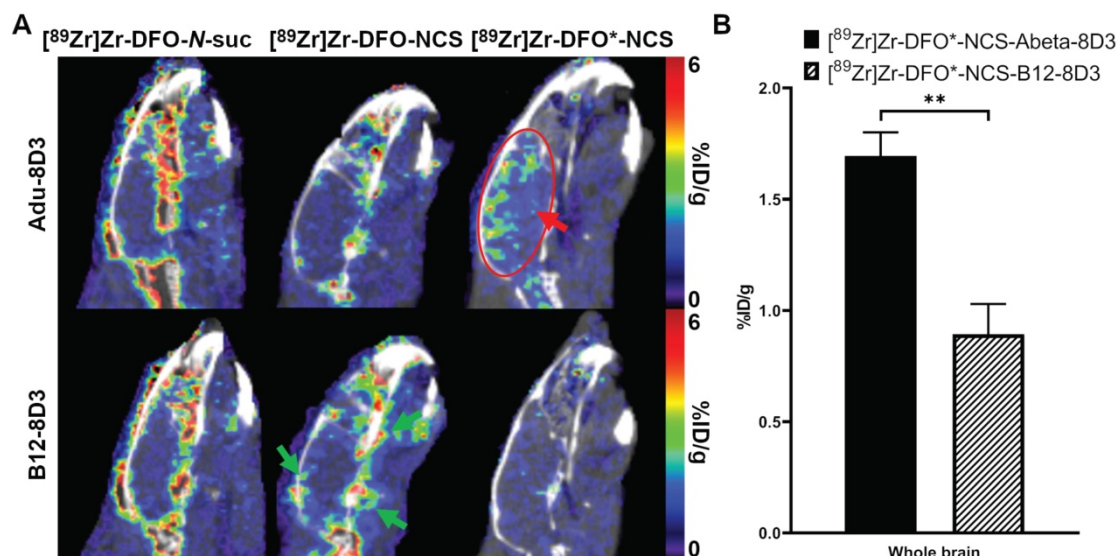 A
[⁸⁹Zr]Zr-DFO-N-suc [⁸⁹Zr]Zr-DFO-NCS [⁸⁹Zr]Zr-DFO*-NCS
Adu-8D3
6
%ID/g
0
B12-8D3
6
%ID/g
0
B
[⁸⁹Zr]Zr-DFO*-NCS-Abeta-8D3
[⁸⁹Zr]Zr-DFO*-NCS-B12-8D3
2.0
**
1.5
%ID/g
1.0
0.5
0.0
Whole brain